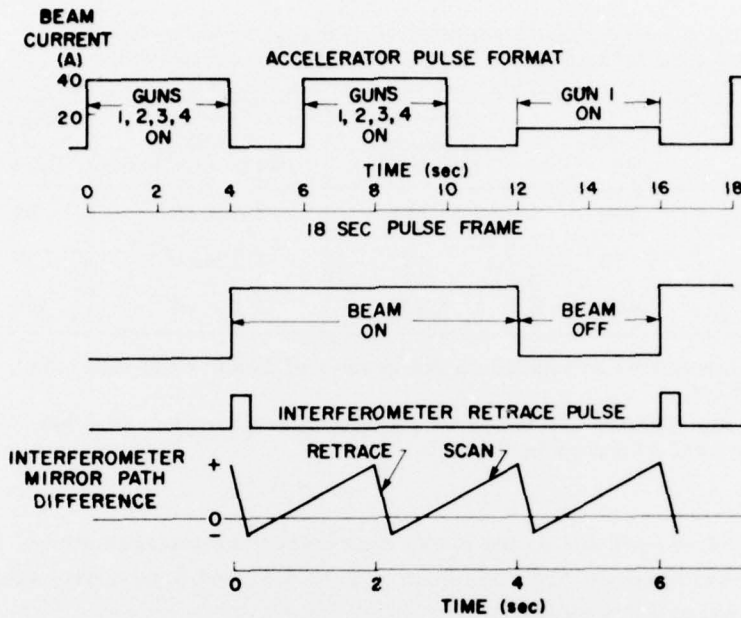 BEAM
CURRENT
(A)
ACCELERATOR PULSE FORMAT
40
20
GUNS
1, 2, 3, 4
ON
GUNS
1, 2, 3, 4
ON
GUN 1
ON
TIME (sec)
0 2 4 6 8 10 12 14 16 18
18 SEC PULSE FRAME
BEAM
ON
BEAM
OFF
INTERFEROMETER RETRACE PULSE
INTERFEROMETER
MIRROR PATH
DIFFERENCE
+
0
−
RETRACE
SCAN
0 2 4 6
TIME (sec)